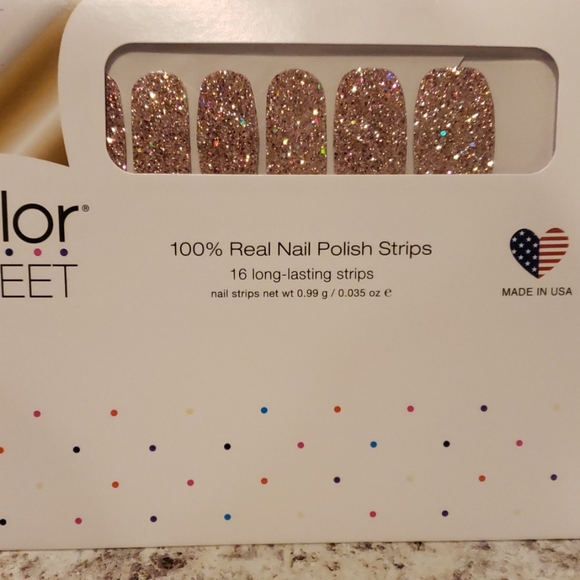 lor®
EET
100% Real Nail Polish Strips
16 long-lasting strips
nail strips net wt 0.99 g / 0.035 oz e
MADE IN USA